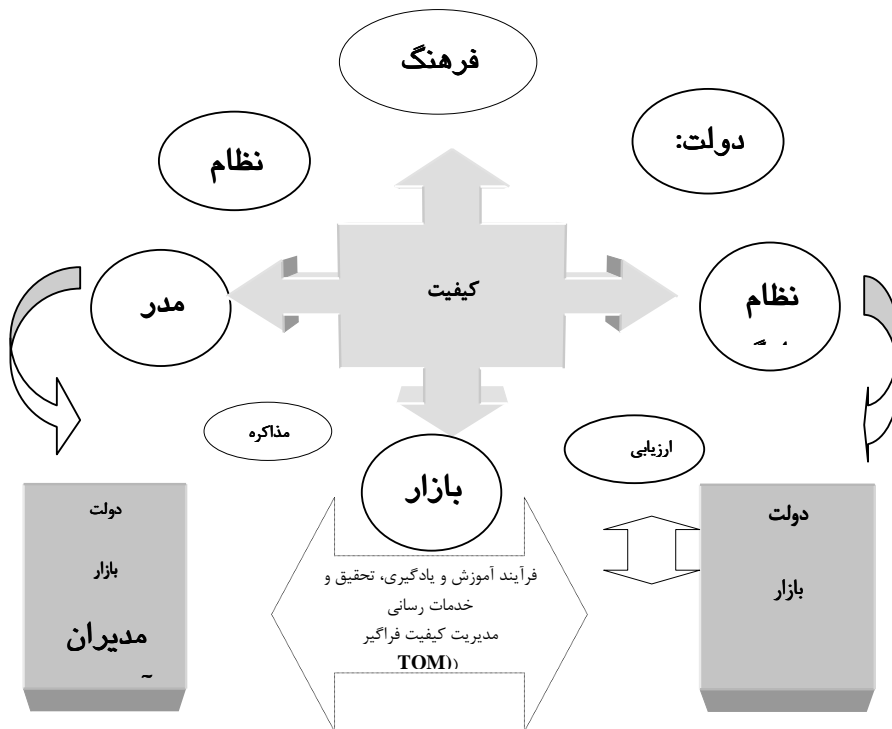 فرهنگ
دولت:
نظام
نظام
کیفیت
مدر
ارزیابی
مذاکره
بازار
دولت
بازار
فرآیند آموزش و یادگیری، تحقیق و
خدمات رسانی
مدیریت کیفیت فراگیر
TOM))
دولت
بازار
مدیران